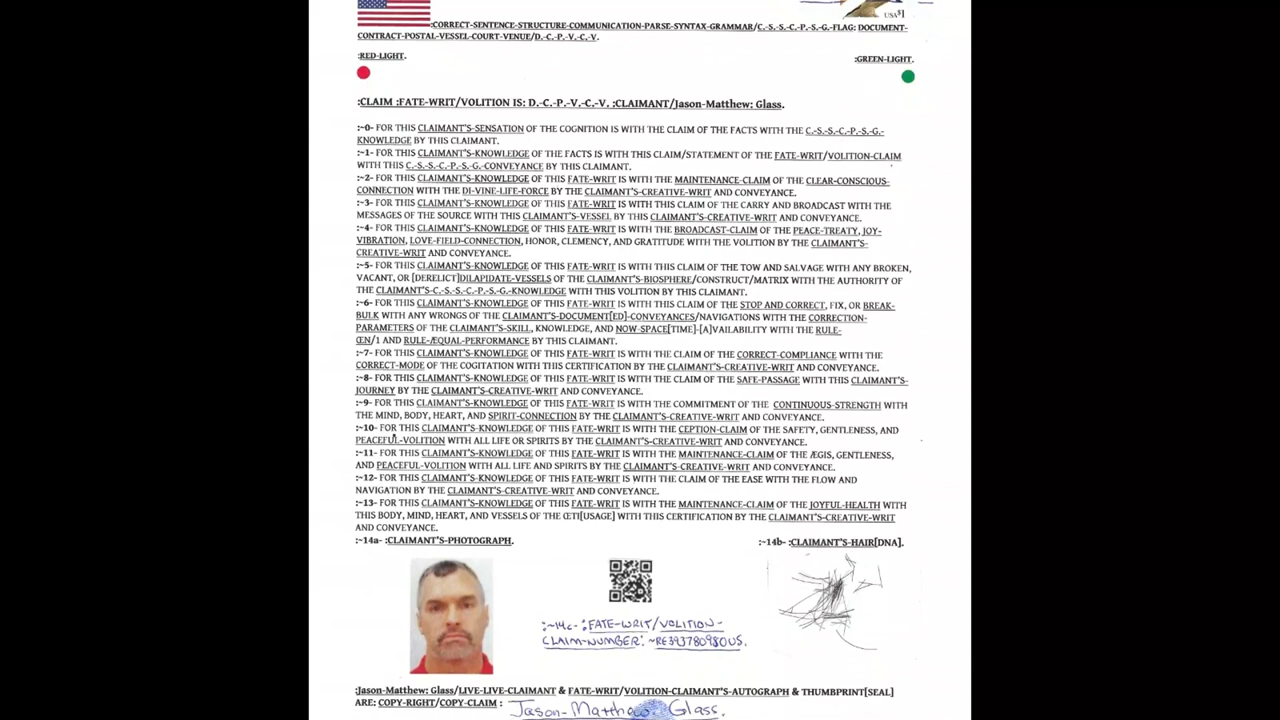 USA$1
:CORRECT-SENTENCE-STRUCTURE-COMMUNICATION-PARSE-SYNTAX-GRAMMAR/C.-S.-S.-C.-P.-S.-G.-FLAG: DOCUMENT-
CONTRACT-POSTAL-VESSEL-COURT-VENUE/D.-C.-P.-V.-C.-V.
:RED-LIGHT.
:GREEN-LIGHT.
:CLAIM :FATE-WRIT/VOLITION IS: D.-C.-P.-V.-C.-V. :CLAIMANT/Jason-Matthew: Glass.
:~0- FOR THIS CLAIMANT'S-SENSATION OF THE COGNITION IS WITH THE CLAIM OF THE FACTS WITH THE C.-S.-S.-C.-P.-S.-G.-
KNOWLEDGE BY THIS CLAIMANT.
:~1- FOR THIS CLAIMANT'S-KNOWLEDGE OF THE FACTS IS WITH THIS CLAIM/STATEMENT OF THE FATE-WRIT/VOLITION-CLAIM
WITH THIS C.-S.-S.-C.-P.-S.-G.-CONVEYANCE BY THIS CLAIMANT.
:~2- FOR THIS CLAIMANT'S-KNOWLEDGE OF THIS FATE-WRIT IS WITH THE MAINTENANCE-CLAIM OF THE CLEAR-CONSCIOUS-
CONNECTION WITH THE DI-VINE-LIFE-FORCE BY THE CLAIMANT'S-CREATIVE-WRIT AND CONVEYANCE.
:~3- FOR THIS CLAIMANT'S-KNOWLEDGE OF THIS FATE-WRIT IS WITH THIS CLAIM OF THE CARRY AND BROADCAST WITH THE
MESSAGES OF THE SOURCE WITH THIS CLAIMANT'S-VESSEL BY THIS CLAIMANT'S-CREATIVE-WRIT AND CONVEYANCE.
:~4- FOR THIS CLAIMANT'S-KNOWLEDGE OF THIS FATE-WRIT IS WITH THE BROADCAST-CLAIM OF THE PEACE-TREATY, JOY-
VIBRATION, LOVE-FIELD-CONNECTION, HONOR, CLEMENCY, AND GRATITUDE WITH THE VOLITION BY THE CLAIMANT'S-
CREATIVE-WRIT AND CONVEYANCE.
:~5- FOR THIS CLAIMANT'S-KNOWLEDGE OF THIS FATE-WRIT IS WITH THIS CLAIM OF THE TOW AND SALVAGE WITH ANY BROKEN,
VACANT, OR [DERELICT]DILAPIDATE-VESSELS OF THE CLAIMANT'S-BIOSPHERE/CONSTRUCT/MATRIX WITH THE AUTHORITY OF
THE CLAIMANT'S-C.-S.-S.-C.-P.-S.-G.-KNOWLEDGE WITH THIS VOLITION BY THIS CLAIMANT.
:~6- FOR THIS CLAIMANT'S-KNOWLEDGE OF THIS FATE-WRIT IS WITH THIS CLAIM OF THE STOP AND CORRECT, FIX, OR BREAK-
BULK WITH ANY WRONGS OF THE CLAIMANT'S-DOCUMENT[ED]-CONVEYANCES/NAVIGATIONS WITH THE CORRECTION-
PARAMETERS OF THE CLAIMANT'S-SKILL, KNOWLEDGE, AND NOW-SPACE[TIME]-[A]VAILABILITY WITH THE RULE-
ŒN/1 AND RULE-ÆQUAL-PERFORMANCE BY THIS CLAIMANT.
:~7- FOR THIS CLAIMANT'S-KNOWLEDGE OF THIS FATE-WRIT IS WITH THE CLAIM OF THE CORRECT-COMPLIANCE WITH THE
CORRECT-MODE OF THE COGITATION WITH THIS CERTIFICATION BY THE CLAIMANT'S-CREATIVE-WRIT AND CONVEYANCE.
:~8- FOR THIS CLAIMANT'S-KNOWLEDGE OF THIS FATE-WRIT IS WITH THE CLAIM OF THE SAFE-PASSAGE WITH THIS CLAIMANT'S-
JOURNEY BY THE CLAIMANT'S-CREATIVE-WRIT AND CONVEYANCE.
:~9- FOR THIS CLAIMANT'S-KNOWLEDGE OF THIS FATE-WRIT IS WITH THE COMMITMENT OF THE CONTINUOUS-STRENGTH WITH
THE MIND, BODY, HEART, AND SPIRIT-CONNECTION BY THE CLAIMANT'S-CREATIVE-WRIT AND CONVEYANCE.
:~10- FOR THIS CLAIMANT'S-KNOWLEDGE OF THIS FATE-WRIT IS WITH THE CEPTION-CLAIM OF THE SAFETY, GENTLENESS, AND
PEACEFUL-VOLITION WITH ALL LIFE OR SPIRITS BY THE CLAIMANT'S-CREATIVE-WRIT AND CONVEYANCE.
:~11- FOR THIS CLAIMANT'S-KNOWLEDGE OF THIS FATE-WRIT IS WITH THE MAINTENANCE-CLAIM OF THE ÆGIS, GENTLENESS,
AND PEACEFUL-VOLITION WITH ALL LIFE AND SPIRITS BY THE CLAIMANT'S-CREATIVE-WRIT AND CONVEYANCE.
:~12- FOR THIS CLAIMANT'S-KNOWLEDGE OF THIS FATE-WRIT IS WITH THE CLAIM OF THE EASE WITH THE FLOW AND
NAVIGATION BY THE CLAIMANT'S-CREATIVE-WRIT AND CONVEYANCE.
:~13- FOR THIS CLAIMANT'S-KNOWLEDGE OF THIS FATE-WRIT IS WITH THE MAINTENANCE-CLAIM OF THE JOYFUL-HEALTH WITH
THIS BODY, MIND, HEART, AND VESSELS OF THE ŒTI[USAGE] WITH THIS CERTIFICATION BY THE CLAIMANT'S-CREATIVE-WRIT
AND CONVEYANCE.
:~14a- :CLAIMANT'S-PHOTOGRAPH.
:~14b- :CLAIMANT'S-HAIR[DNA].
:~14c- :FATE-WRIT/VOLITION-
CLAIM-NUMBER: ~RE393780980US.
:Jason-Matthew: Glass/LIVE-LIVE-CLAIMANT & FATE-WRIT/VOLITION-CLAIMANT'S-AUTOGRAPH & THUMBPRINT[SEAL]
ARE: COPY-RIGHT/COPY-CLAIM : Jason-Matthew: Glass.